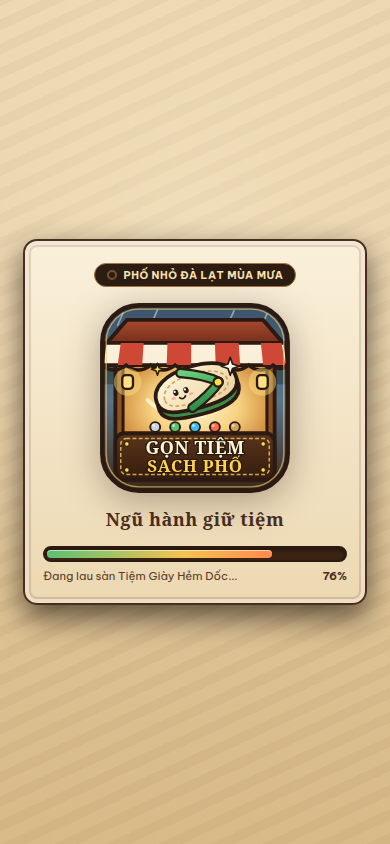 PHỐ NHỎ ĐÀ LẠT MÙA MƯA
GỌN TIỆM
SẠCH PHỐ
Ngũ hành giữ tiệm
Đang lau sàn Tiệm Giày Hẻm Dốc...
76%